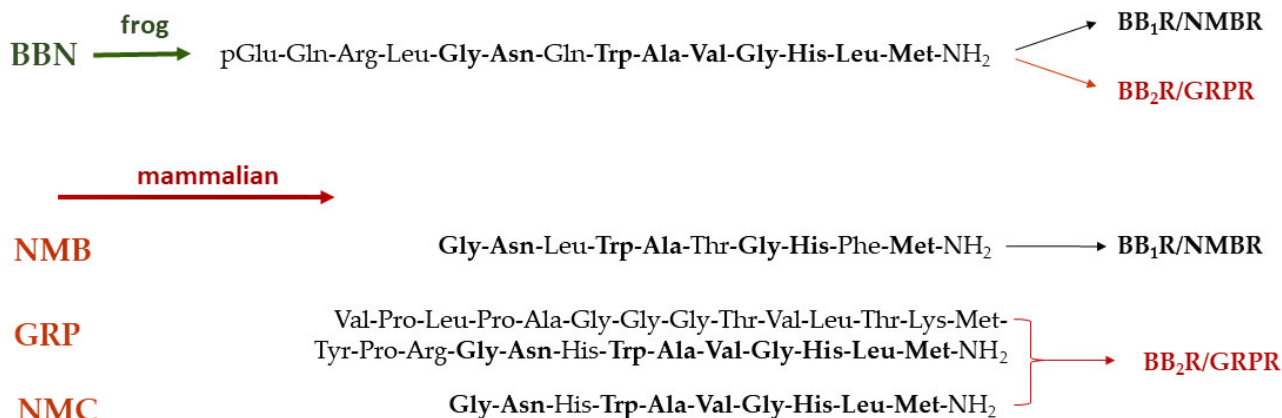 frog
BBN pGlu-Gln-Arg-Leu-Gly-Asn-Gln-Trp-Ala-Val-Gly-His-Leu-Met-NH₂
BB₁R/NMBR
BB₂R/GRPR
mammalian
NMB Gly-Asn-Leu-Trp-Ala-Thr-Gly-His-Phe-Met-NH₂ BB₁R/NMBR
GRP
Val-Pro-Leu-Pro-Ala-Gly-Gly-Gly-Thr-Val-Leu-Thr-Lys-Met-
Tyr-Pro-Arg-Gly-Asn-His-Trp-Ala-Val-Gly-His-Leu-Met-NH₂
BB₂R/GRPR
NMC Gly-Asn-His-Trp-Ala-Val-Gly-His-Leu-Met-NH₂